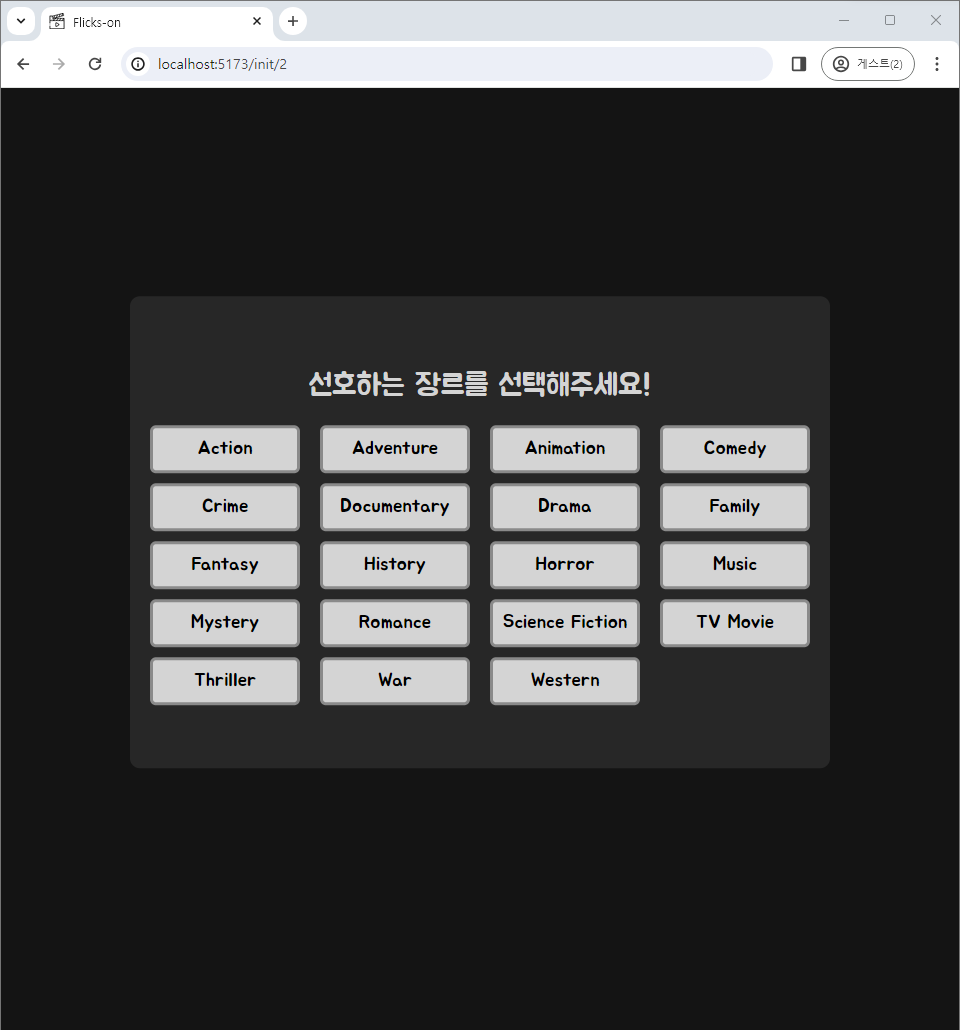 Flicks-on
localhost:5173/init/2
게스트(2)
선호하는 장르를 선택해주세요!
Action Adventure Animation Comedy
Crime Documentary Drama Family
Fantasy History Horror Music
Mystery Romance Science Fiction TV Movie
Thriller War Western